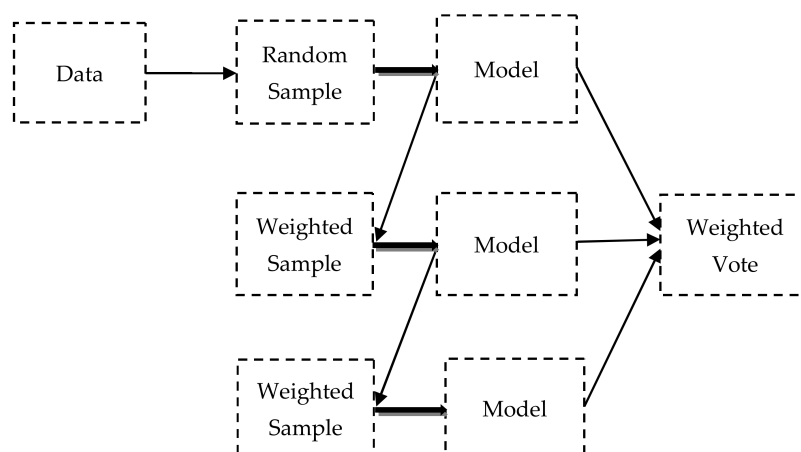 Data
Random
Sample
Model
Weighted
Sample
Model
Weighted
Vote
Weighted
Sample
Model